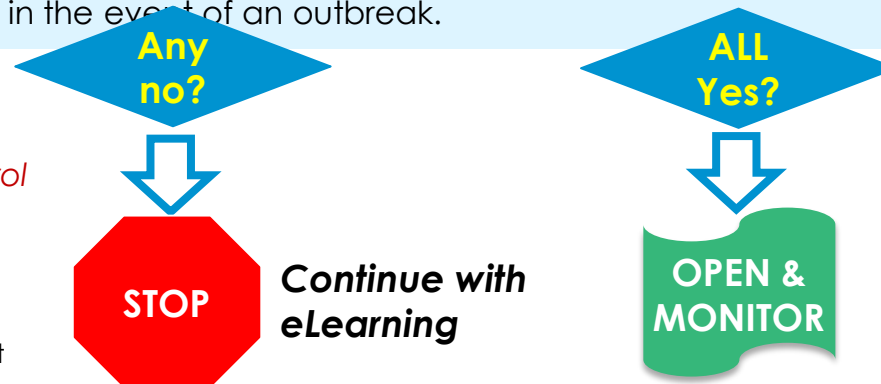 in the event of an outbreak.
Any
no?
ALL
Yes?
STOP
Continue with
eLearning
OPEN &
MONITOR